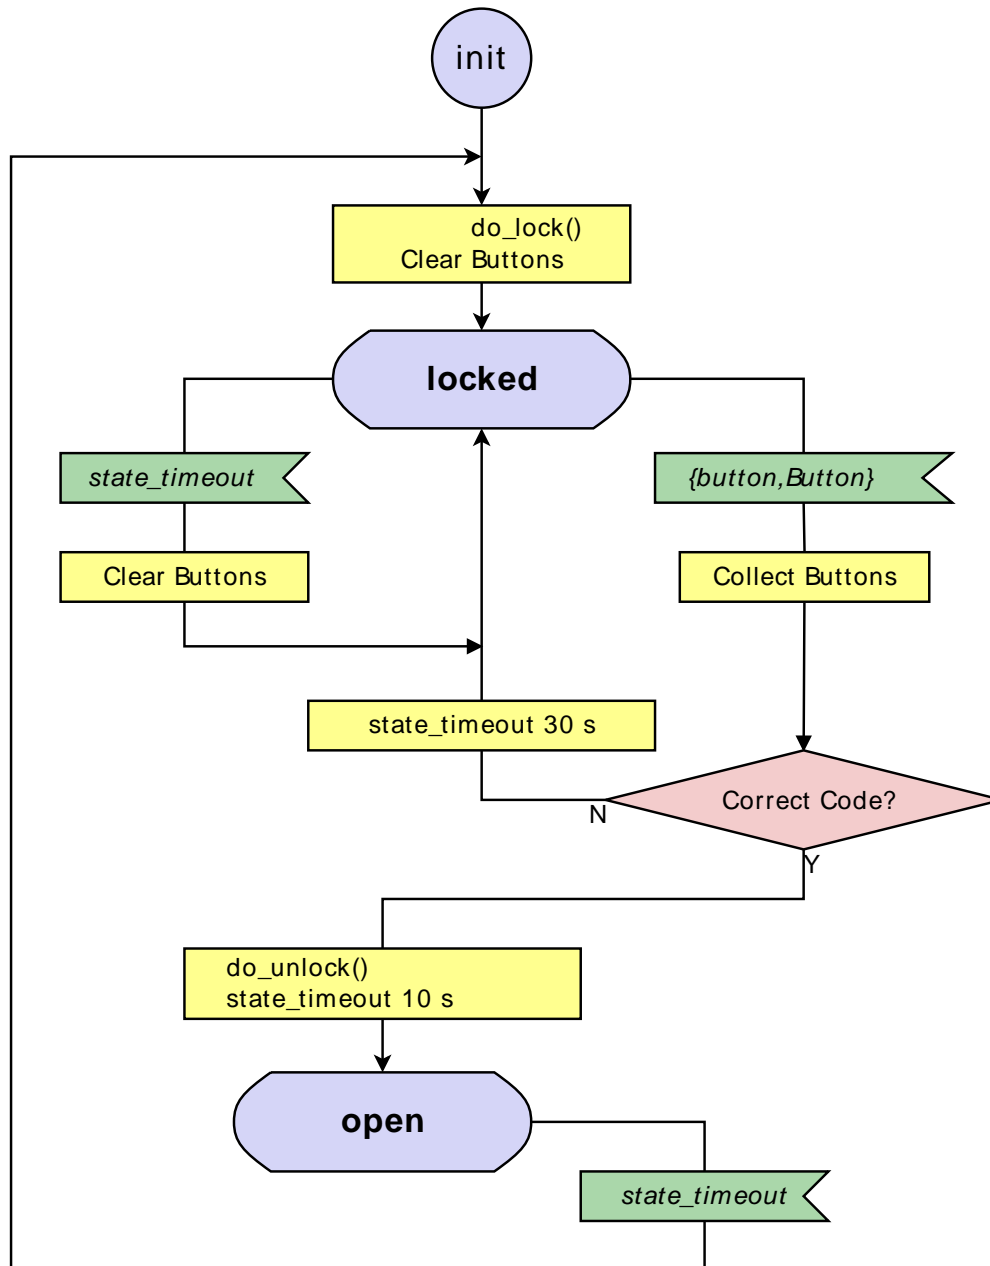 init
do_lock()
Clear Buttons
locked
state_timeout
{button,Button}
Clear Buttons
Collect Buttons
state_timeout 30 s
Correct Code?
N
Y
do_unlock()
state_timeout 10 s
open
state_timeout